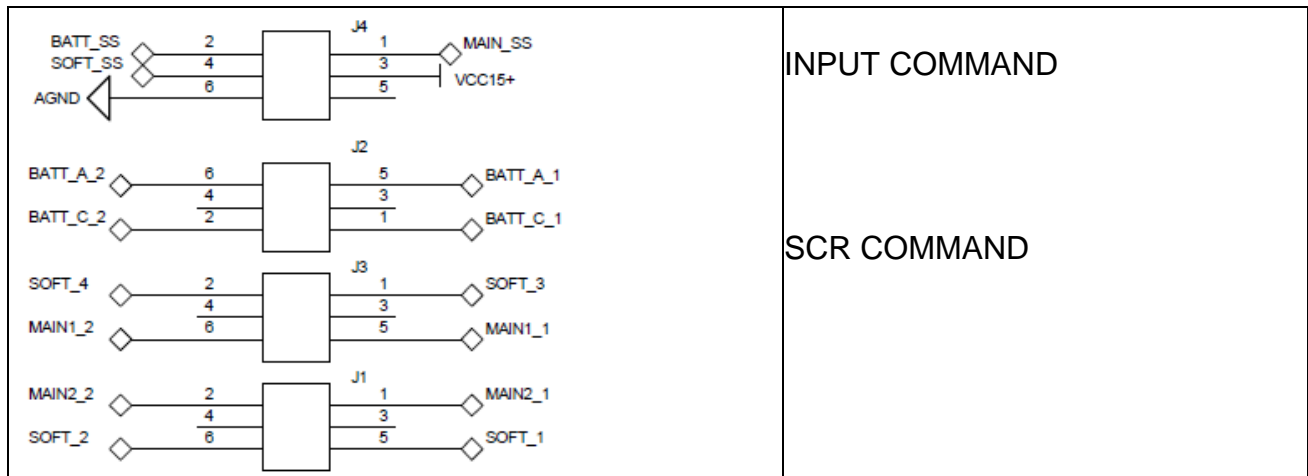 J4
BATT_SS 2 1 MAIN_SS
SOFT_SS 4 3 VCC15+
AGND 6 5
INPUT COMMAND
J2
BATT_A_2 6 5 BATT_A_1
4 3
BATT_C_2 2 1 BATT_C_1
SCR COMMAND
J3
SOFT_4 2 1 SOFT_3
4 3
MAIN1_2 6 5 MAIN1_1
J1
MAIN2_2 2 1 MAIN2_1
4 3
SOFT_2 6 5 SOFT_1